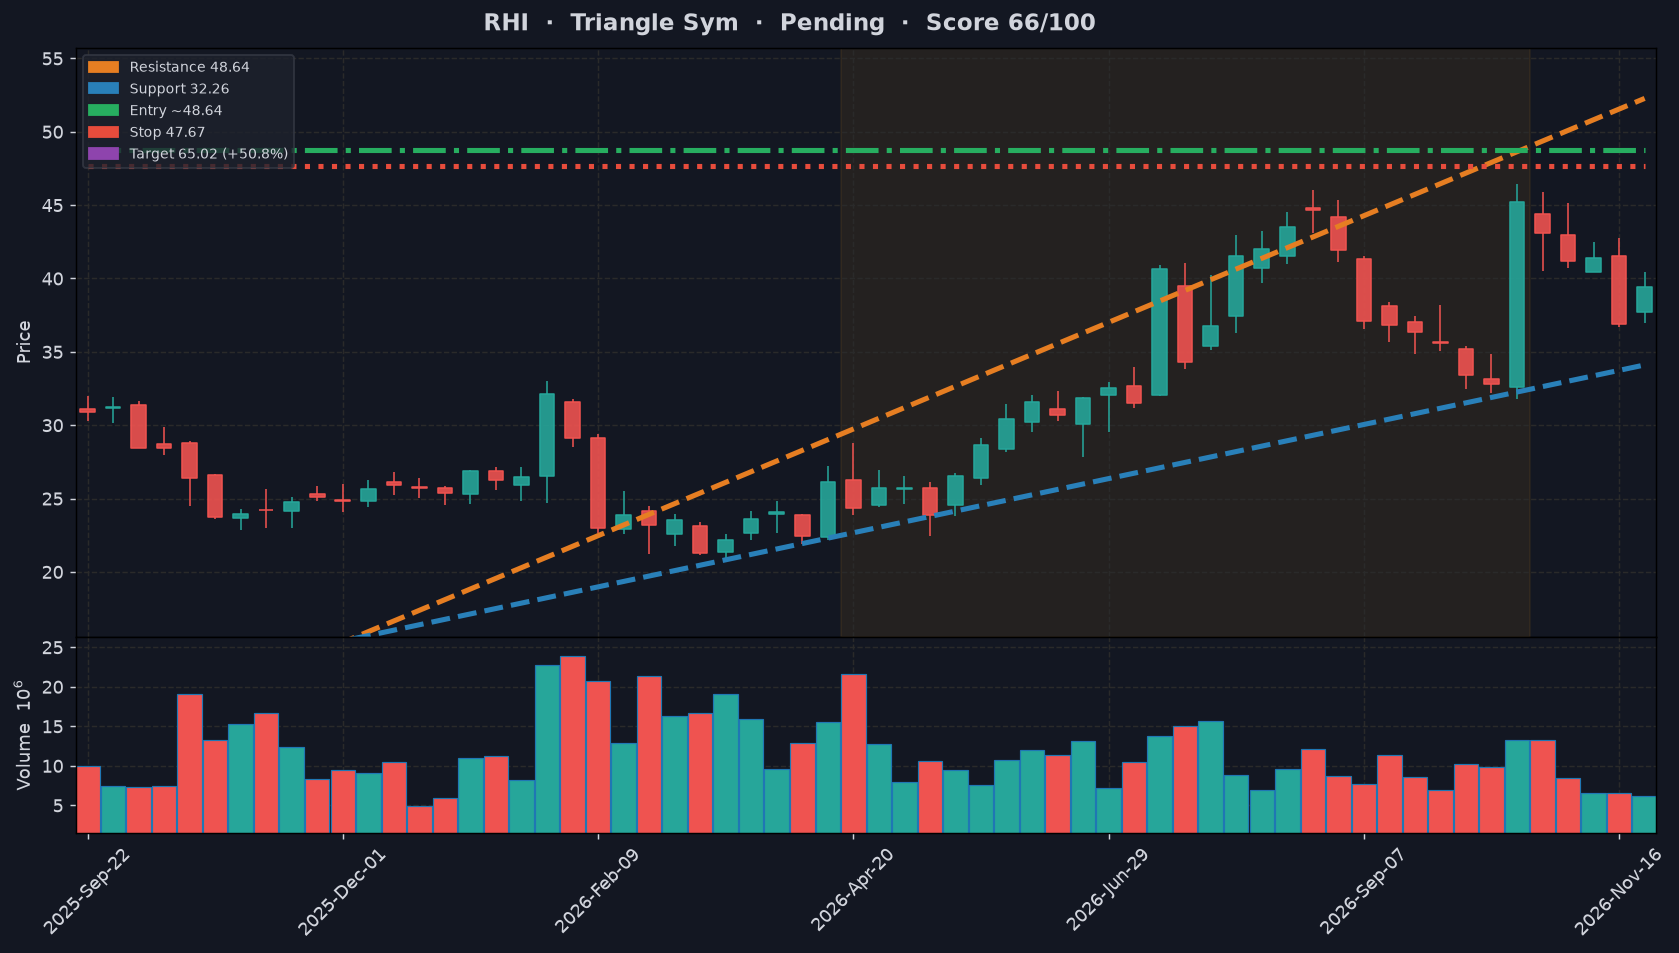 RHI · Triangle Sym · Pending · Score 66/100
Resistance 48.64
Support 32.26
Entry ~48.64
Stop 47.67
Target 65.02 (+50.8%)
Price
55
50
45
40
35
30
25
20
Volume 10⁶
25
20
15
10
5
2025-Sep-22
2025-Dec-01
2026-Feb-09
2026-Apr-20
2026-Jun-29
2026-Sep-07
2026-Nov-16